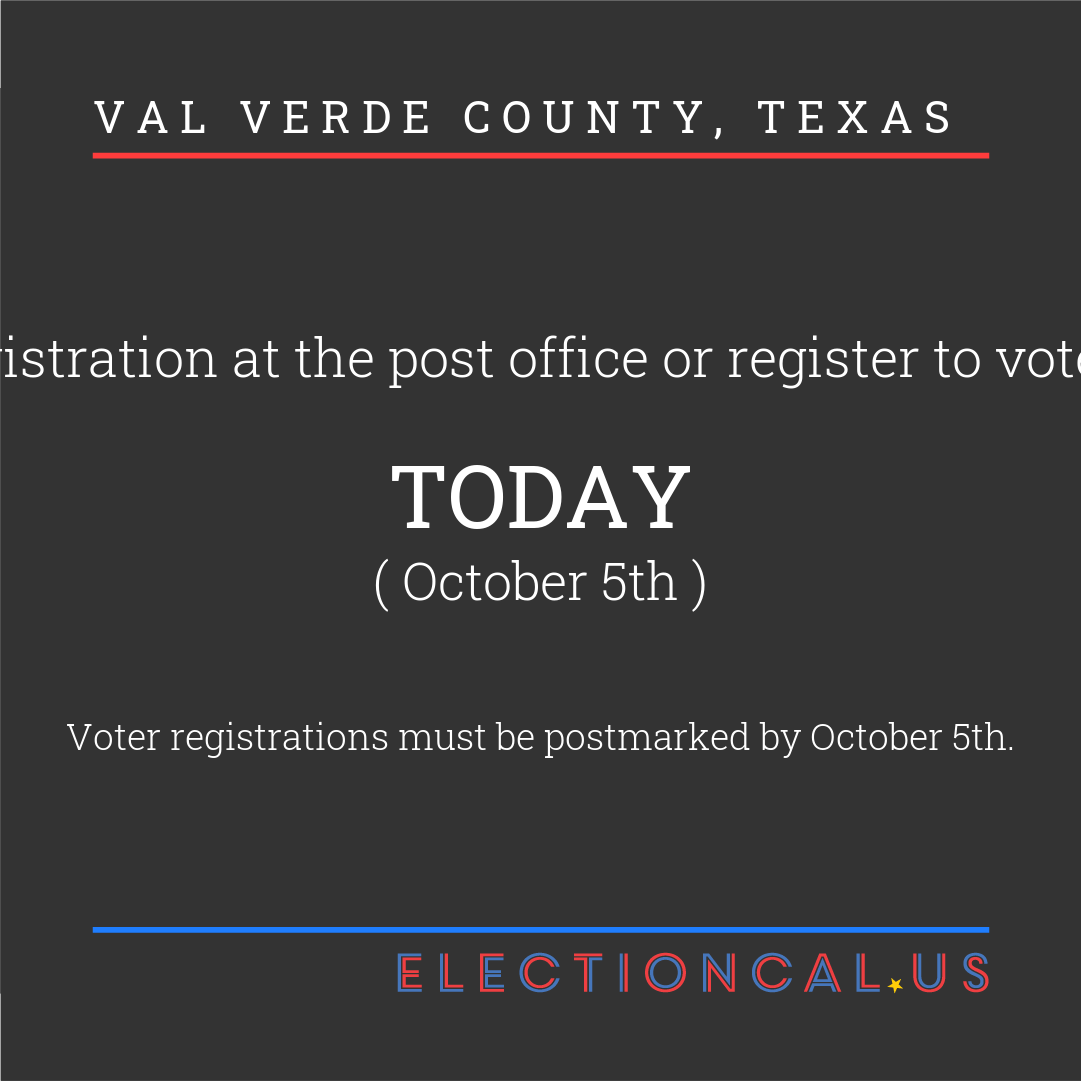 VAL VERDE COUNTY, TEXAS
istration at the post office or register to vot
TODAY
( October 5th )
Voter registrations must be postmarked by October 5th.
ELECTIONCAL.US